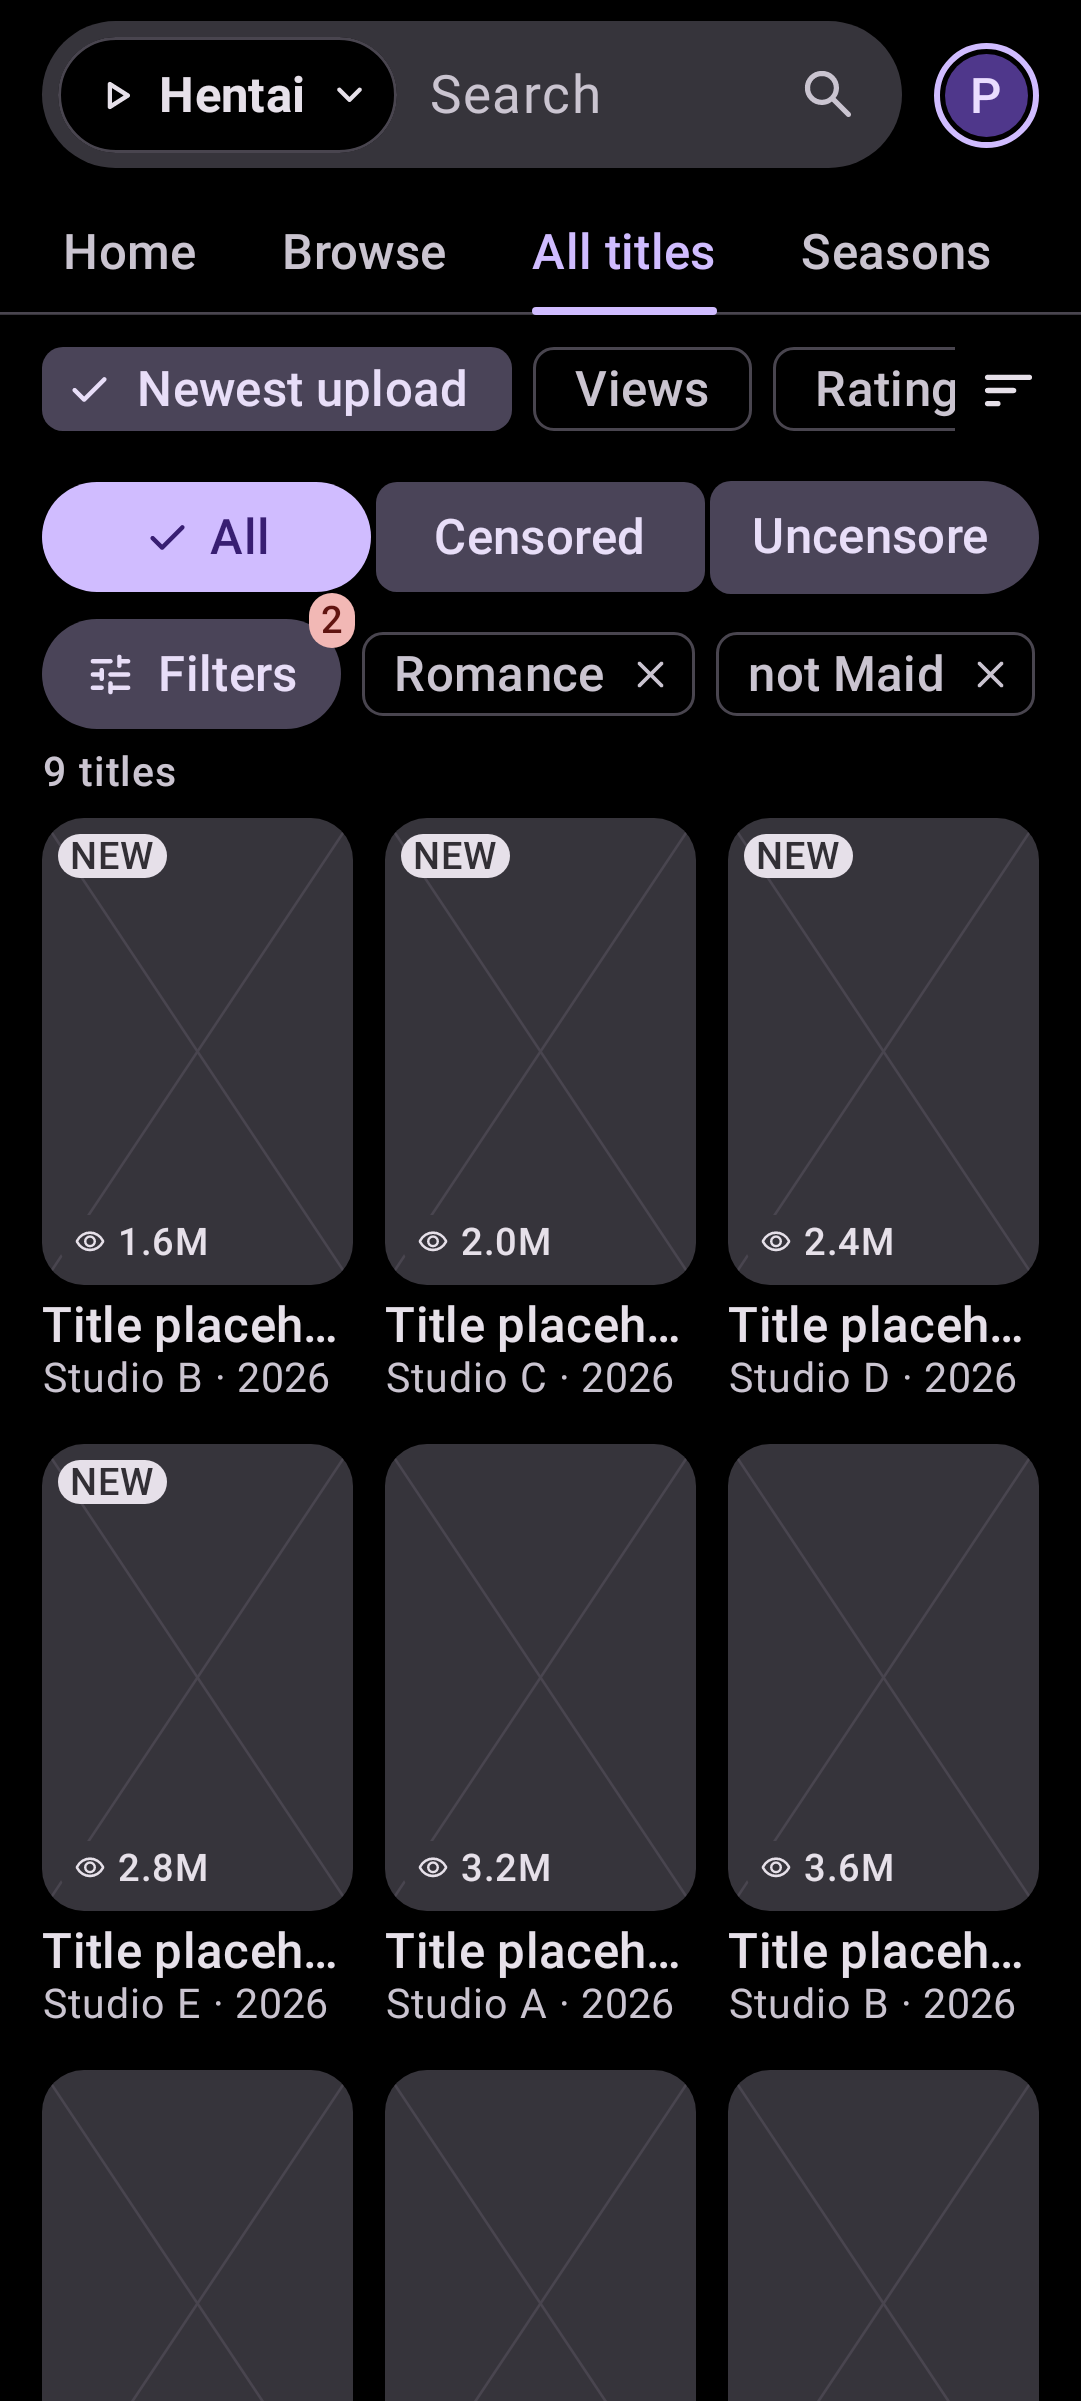 Hentai Search P
Home Browse All titles Seasons
Newest upload Views Rating
All Censored Uncensore
2
Filters Romance not Maid
9 titles
NEW NEW NEW
1.6M 2.0M 2.4M
Title placeh... Title placeh... Title placeh...
Studio B · 2026 Studio C · 2026 Studio D · 2026
NEW
2.8M 3.2M 3.6M
Title placeh... Title placeh... Title placeh...
Studio E · 2026 Studio A · 2026 Studio B · 2026